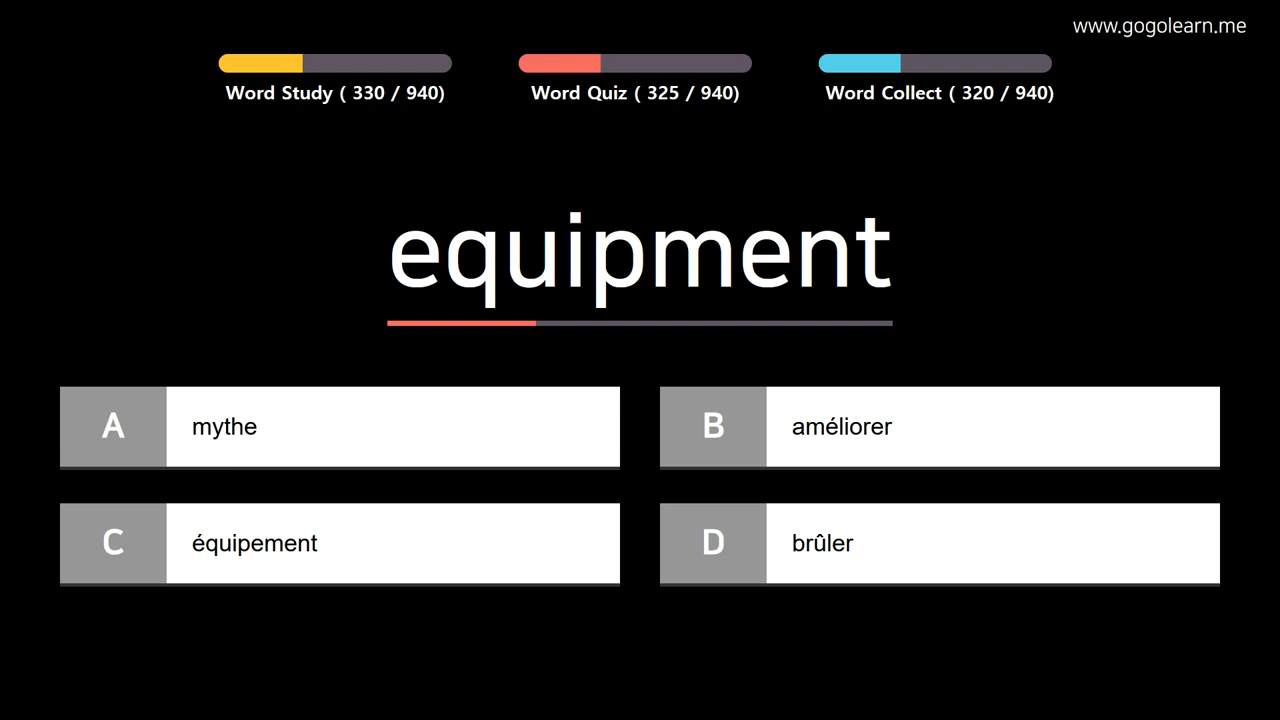 www.gogolearn.me
Word Study ( 330 / 940)
Word Quiz ( 325 / 940)
Word Collect ( 320 / 940)
equipment
A mythe
B améliorer
C équipement
D brûler